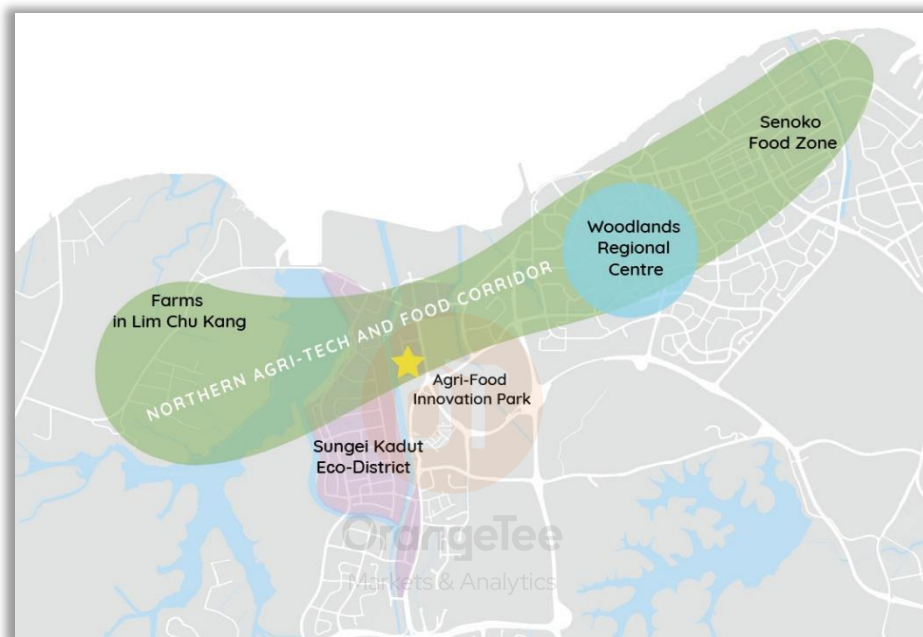 Senoko
Food Zone
Woodlands
Regional
Centre
Farms
in Lim Chu Kang
NORTHERN AGRI-TECH AND FOOD CORRIDOR
Agri-Food
Innovation Park
Sungei Kadut
Eco-District
OrangeTee
Markets & Analytics